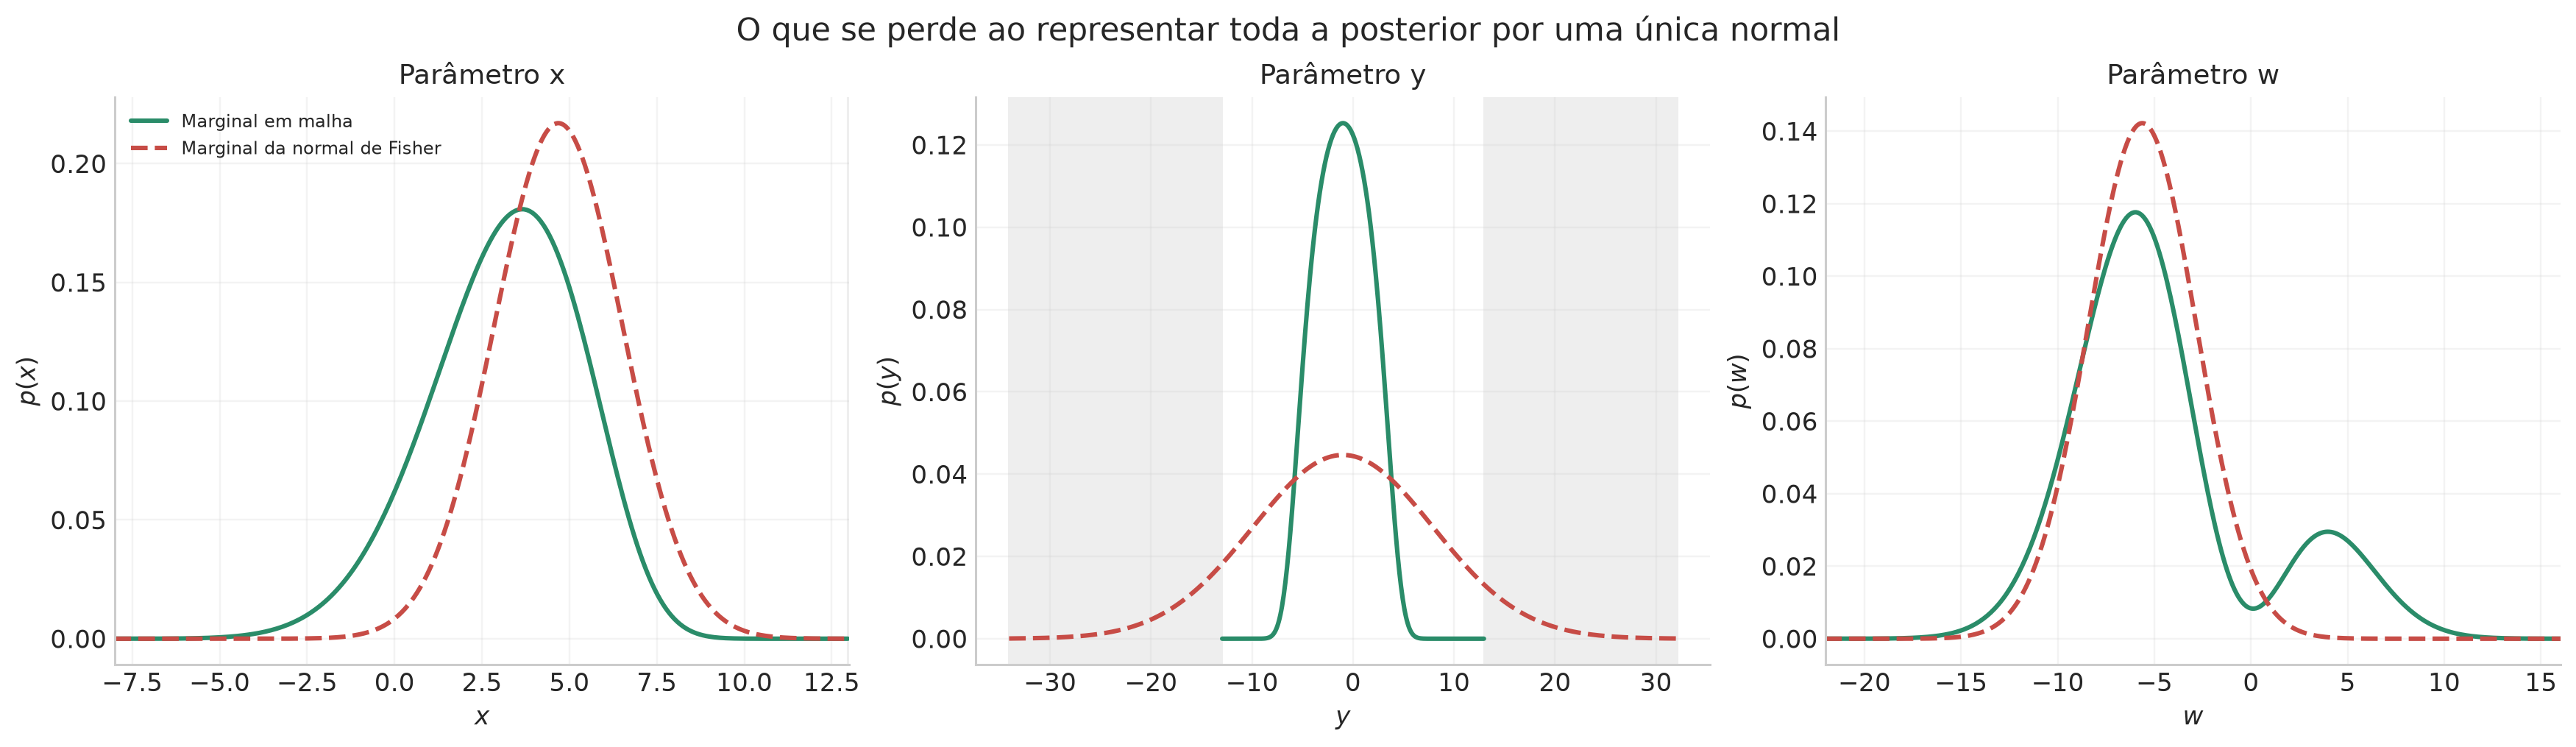 O que se perde ao representar toda a posterior por uma única normal
Parâmetro x
Marginal em malha
Marginal da normal de Fisher
p(x)
0.20
0.15
0.10
0.05
0.00
−7.5 −5.0 −2.5 0.0 2.5 5.0 7.5 10.0 12.5
x
Parâmetro y
p(y)
0.12
0.10
0.08
0.06
0.04
0.02
0.00
−30 −20 −10 0 10 20 30
y
Parâmetro w
p(w)
0.14
0.12
0.10
0.08
0.06
0.04
0.02
0.00
−20 −15 −10 −5 0 5 10 15
w